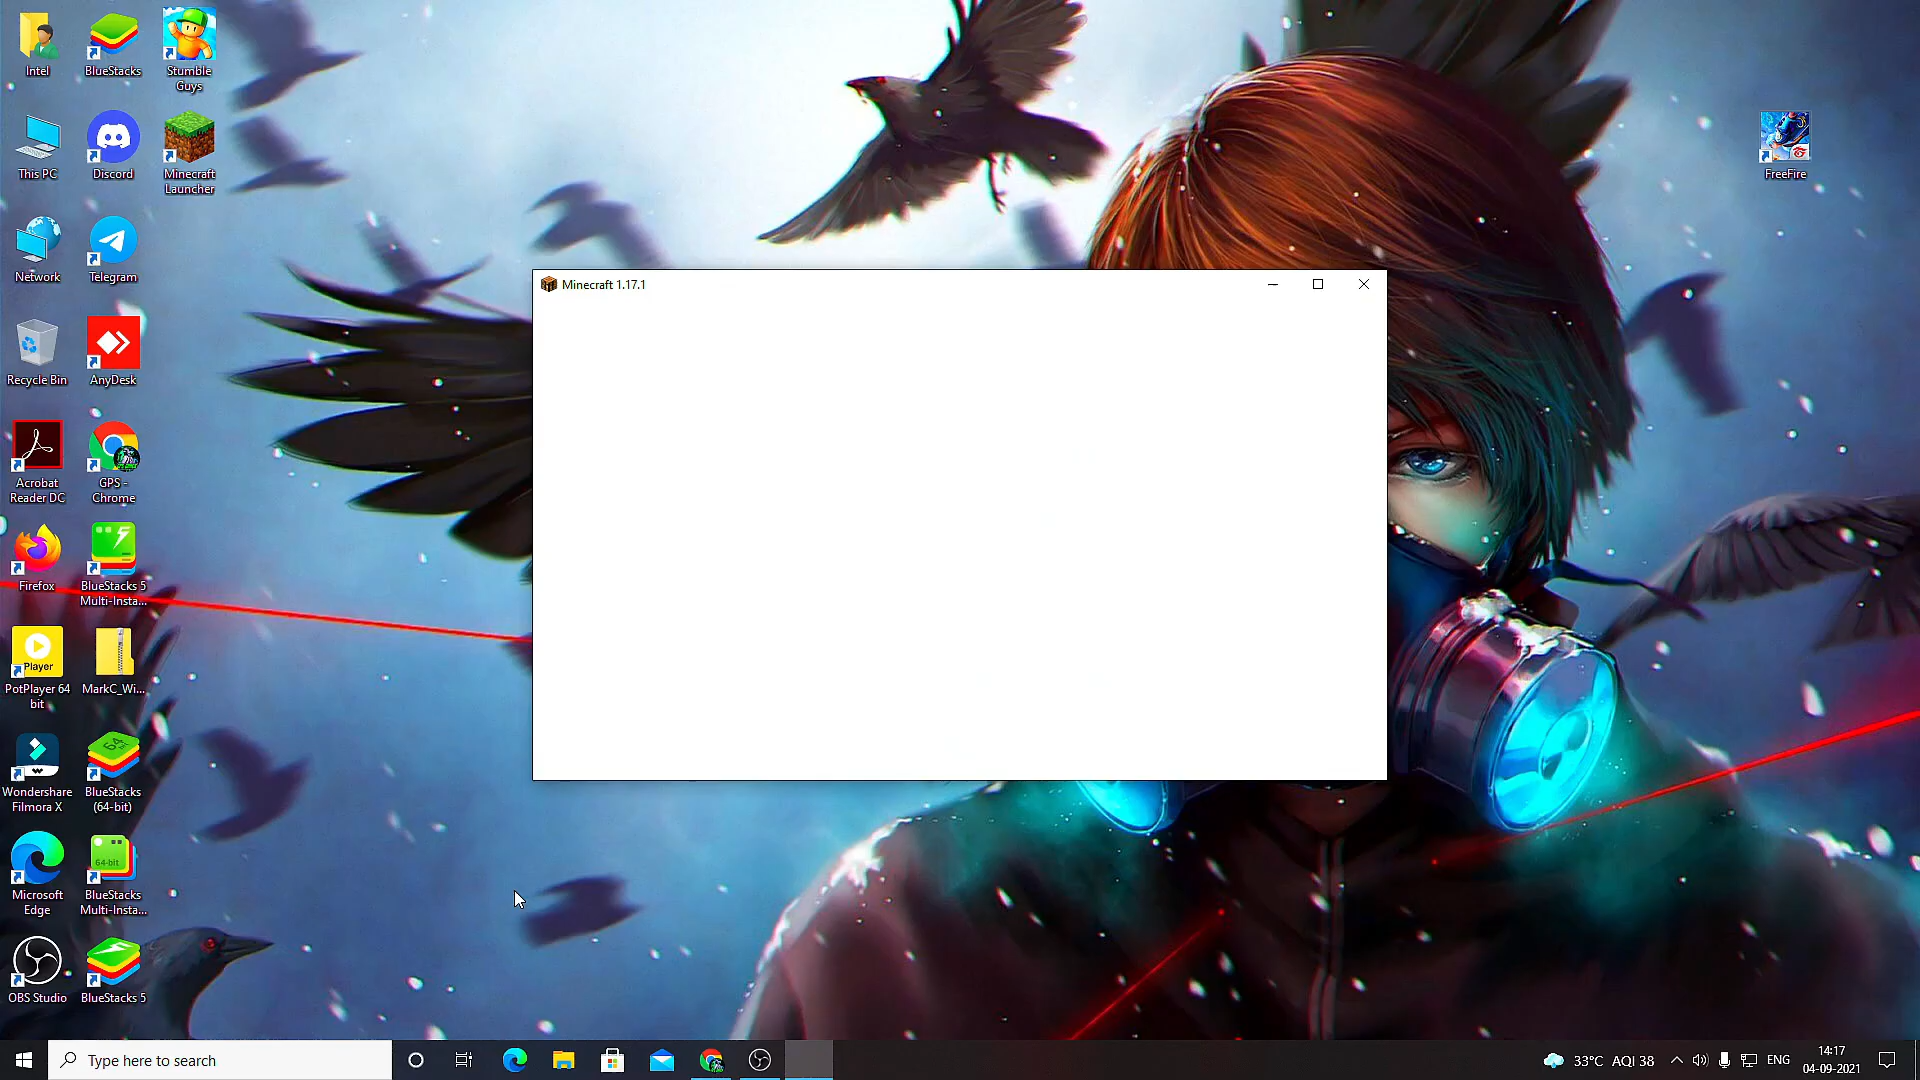 Intel
BlueStacks
Stumble
Guys
This PC
Discord
Minecraft
Launcher
Network
Telegram
Recycle Bin
AnyDesk
Acrobat
Reader DC
GPS -
Chrome
Firefox
BlueStacks 5
Multi-Insta...
Player
PotPlayer 64
bit
MarkC_Wi...
Wondershare
Filmora X
64
BlueStacks
(64-bit)
Microsoft
Edge
64-bit
BlueStacks
Multi-Insta...
OBS Studio
BlueStacks 5
FreeFire
Minecraft 1.17.1
Type here to search
33°C AQI 38
ENG
14:17
04-09-2021